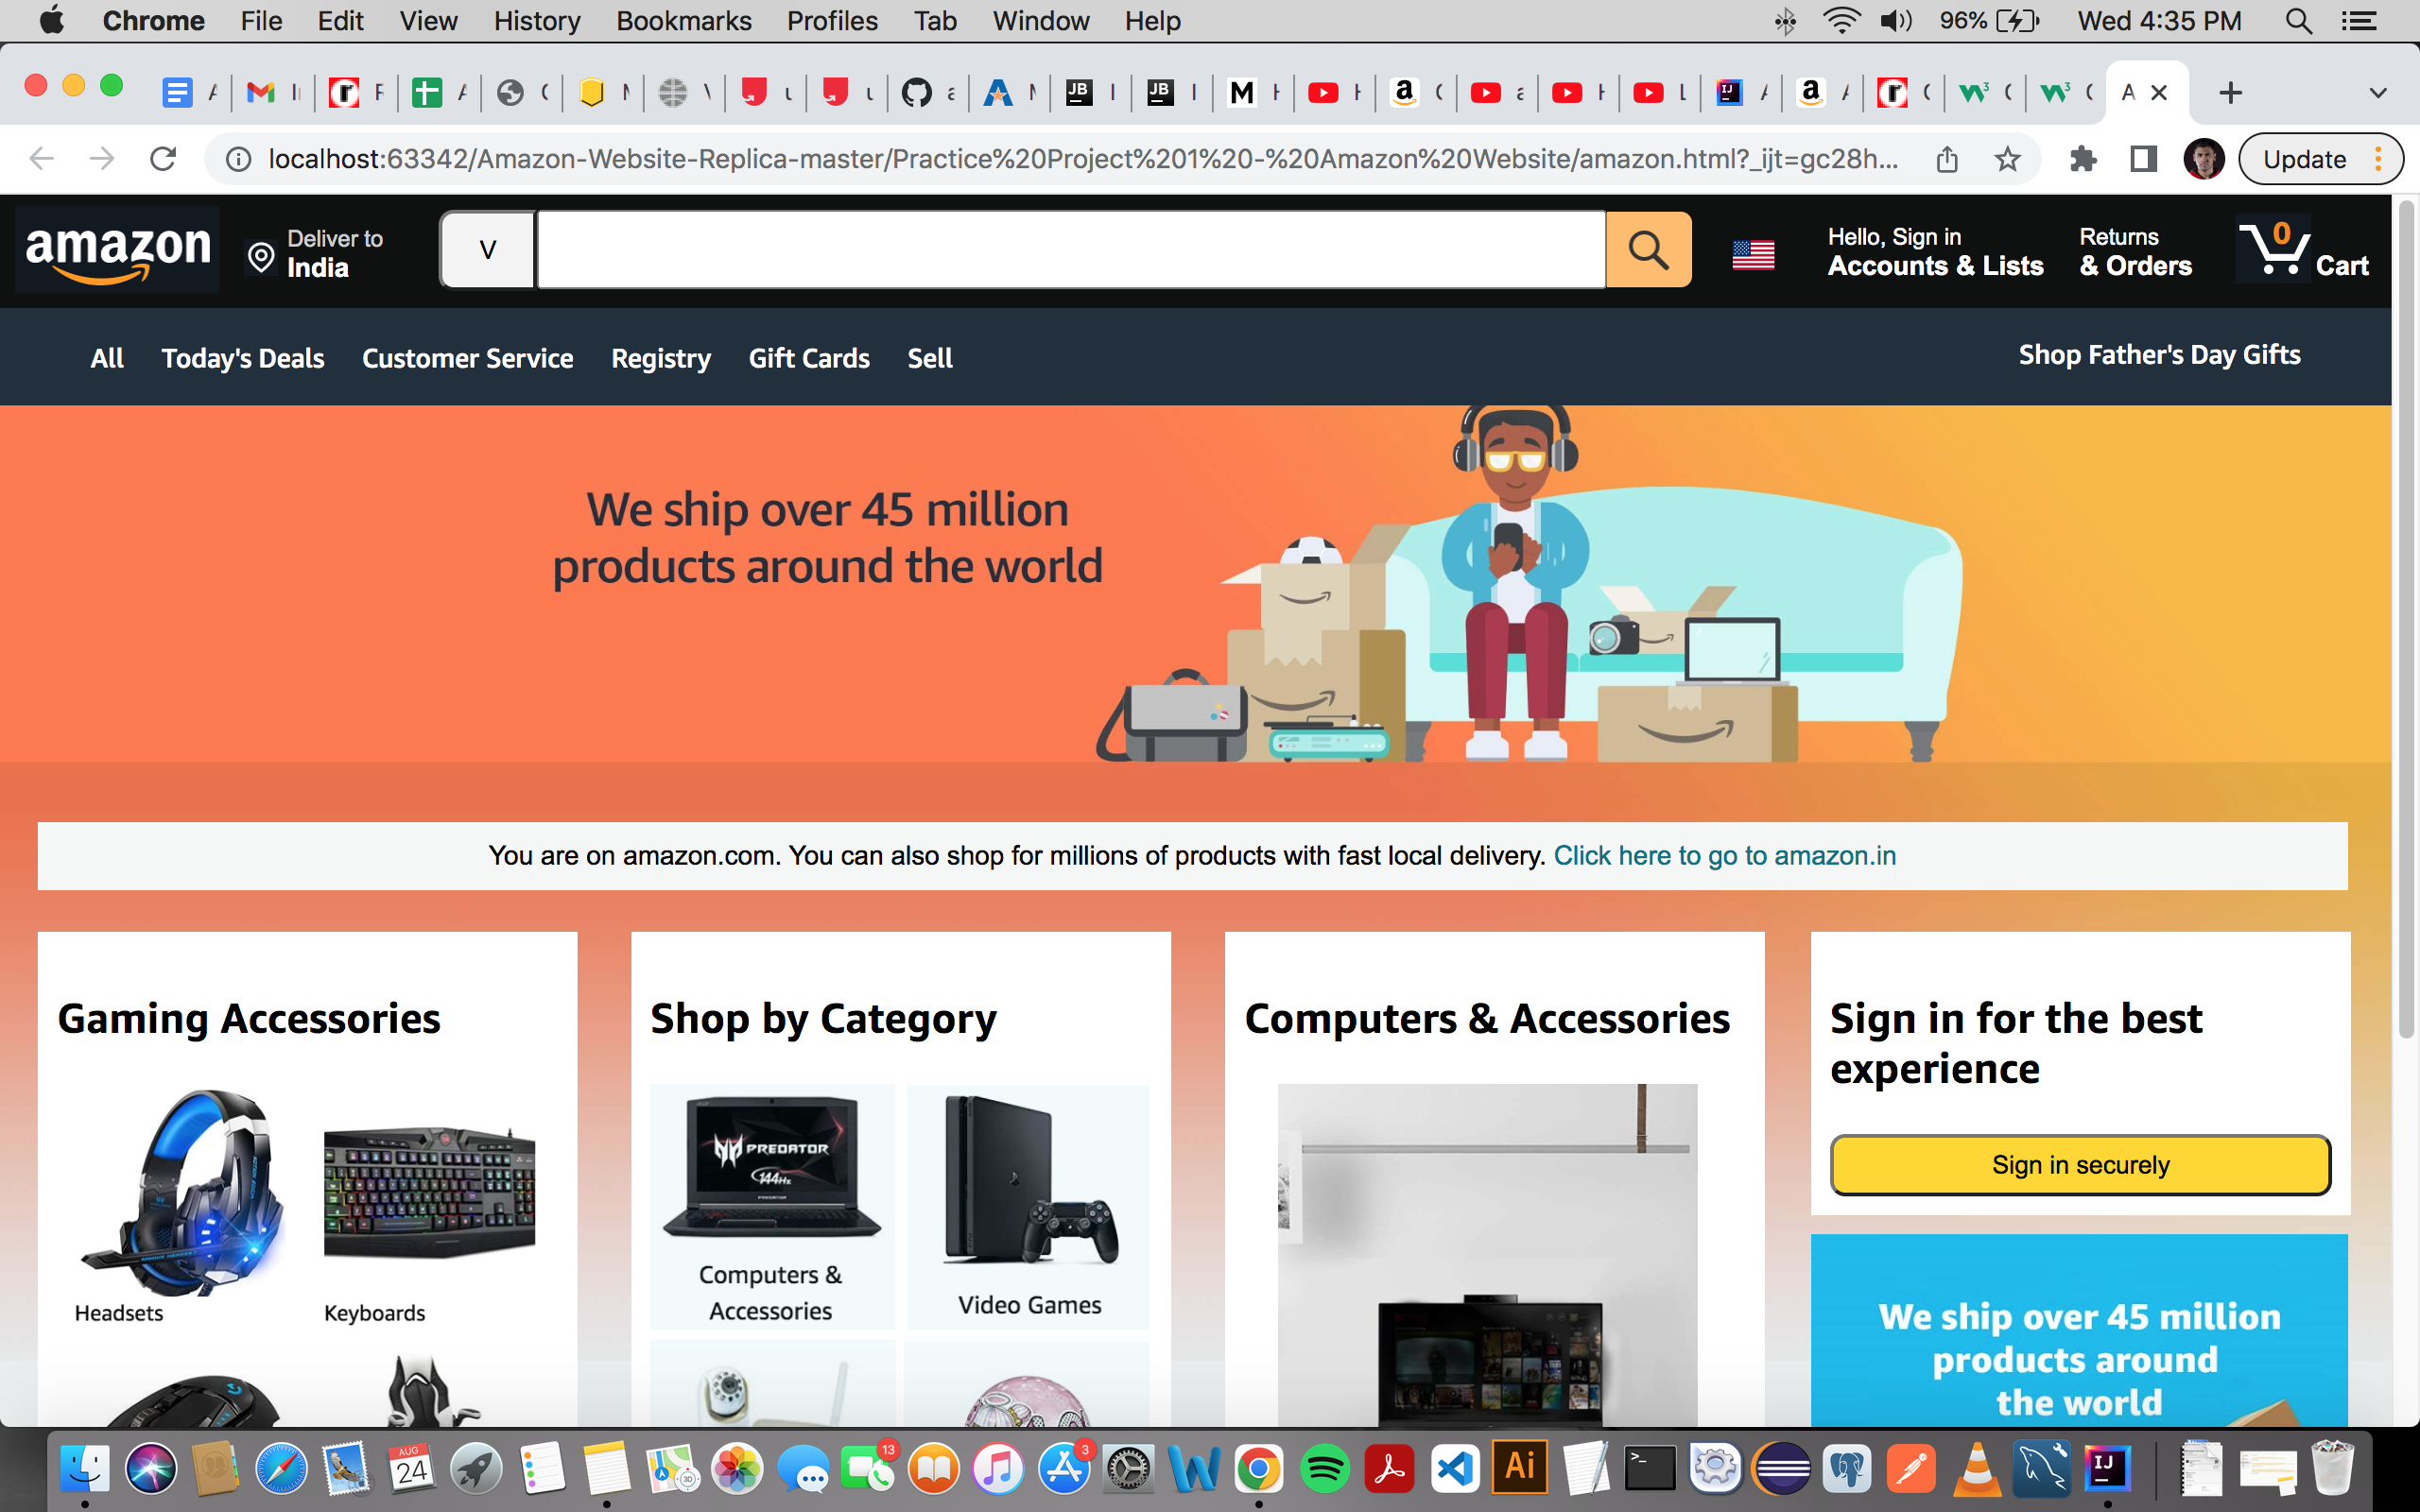 Chrome File Edit View History Bookmarks Profiles Tab Window Help 96% Wed 4:35 PM
A
localhost:63342/Amazon-Website-Replica-master/Practice%20Project%201%20-%20Amazon%20Website/amazon.html?_ijt=gc28h... Update
amazon Deliver to India V Hello, Sign in Accounts & Lists Returns & Orders 0 Cart
All Today's Deals Customer Service Registry Gift Cards Sell Shop Father's Day Gifts
We ship over 45 million
products around the world
You are on amazon.com. You can also shop for millions of products with fast local delivery. Click here to go to amazon.in
Gaming Accessories
Headsets Keyboards
Shop by Category
PREDATOR
144Hz
Computers &
Accessories
Video Games
Computers & Accessories
Sign in for the best
experience
Sign in securely
We ship over 45 million
products around
the world
AUG
24
13
3
Ai
IJ